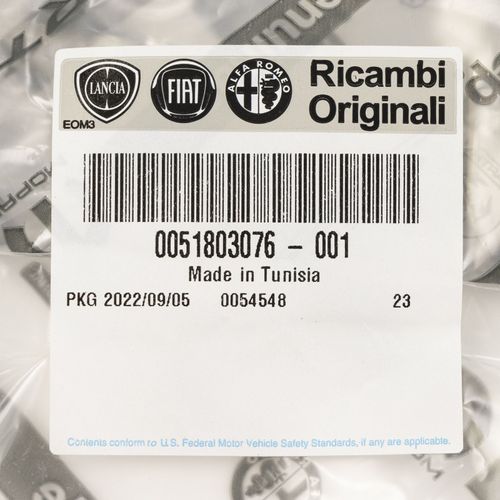 LANCIA FIAT ALFA ROMEO Ricambi
Originali
EOM3
0051803076 - 001
Made in Tunisia
PKG 2022/09/05 0054548 23
Contents conform to U.S. Federal Motor Vehicle Safety Standards, if any are applicable.